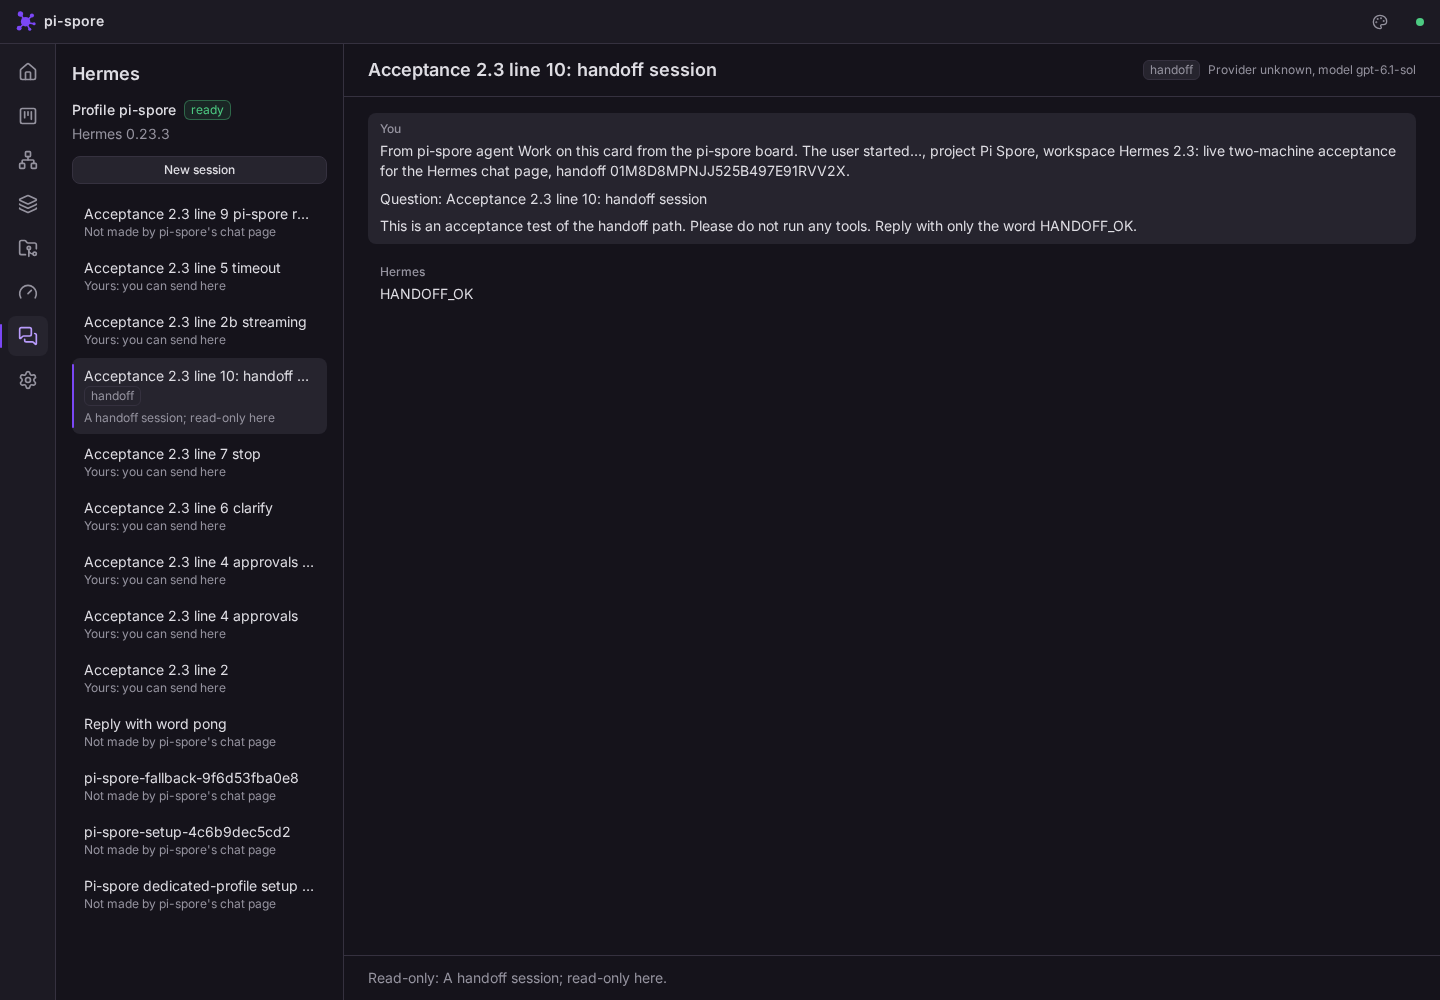 pi-spore
Hermes
Profile pi-spore ready
Hermes 0.23.3
New session
Acceptance 2.3 line 9 pi-spore r...
Not made by pi-spore's chat page
Acceptance 2.3 line 5 timeout
Yours: you can send here
Acceptance 2.3 line 2b streaming
Yours: you can send here
Acceptance 2.3 line 10: handoff ...
handoff
A handoff session; read-only here
Acceptance 2.3 line 7 stop
Yours: you can send here
Acceptance 2.3 line 6 clarify
Yours: you can send here
Acceptance 2.3 line 4 approvals ...
Yours: you can send here
Acceptance 2.3 line 4 approvals
Yours: you can send here
Acceptance 2.3 line 2
Yours: you can send here
Reply with word pong
Not made by pi-spore's chat page
pi-spore-fallback-9f6d53fba0e8
Not made by pi-spore's chat page
pi-spore-setup-4c6b9dec5cd2
Not made by pi-spore's chat page
Pi-spore dedicated-profile setup ...
Not made by pi-spore's chat page
Acceptance 2.3 line 10: handoff session
handoff Provider unknown, model gpt-6.1-sol
You
From pi-spore agent Work on this card from the pi-spore board. The user started..., project Pi Spore, workspace Hermes 2.3: live two-machine acceptance
for the Hermes chat page, handoff 01M8D8MPNJJ525B497E91RVV2X.
Question: Acceptance 2.3 line 10: handoff session
This is an acceptance test of the handoff path. Please do not run any tools. Reply with only the word HANDOFF_OK.
Hermes
HANDOFF_OK
Read-only: A handoff session; read-only here.